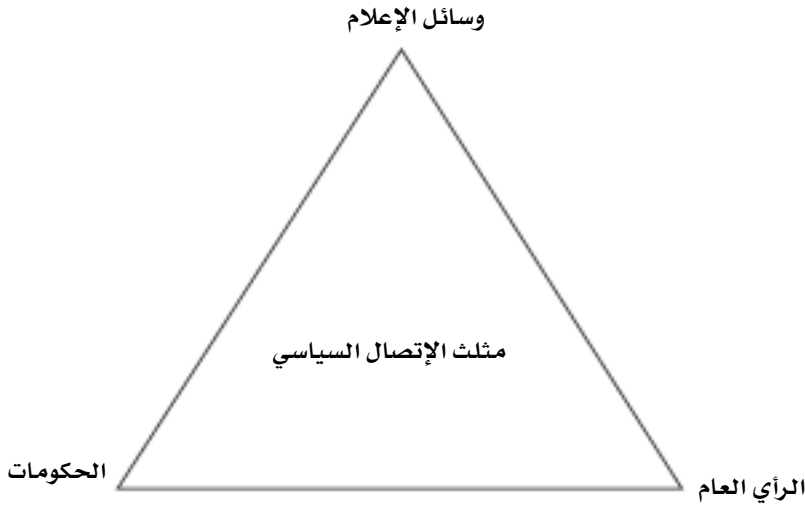 وسائل الإعلام
مثلث الإتصال السياسي
الحكومات
الرأي العام